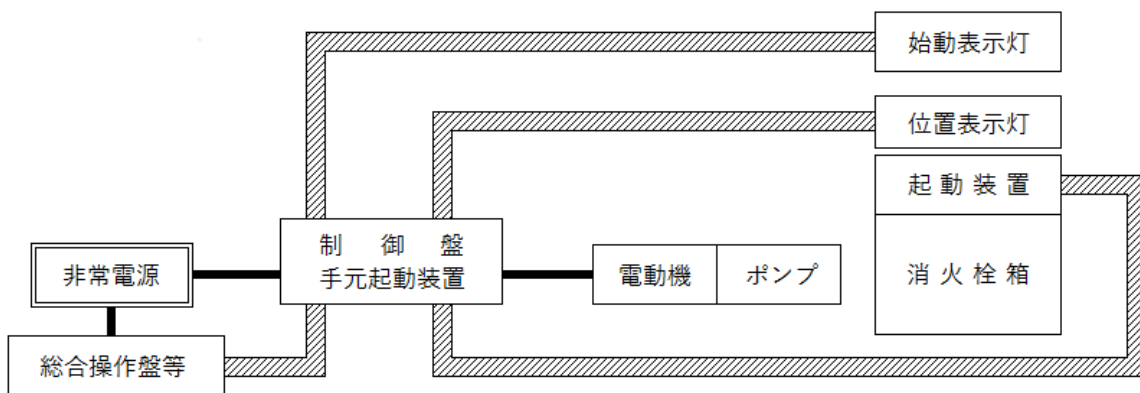 始動表示灯
位置表示灯
起動装置
制御盤
手元起動装置
非常電源
電動機
ポンプ
消火栓箱
総合操作盤等